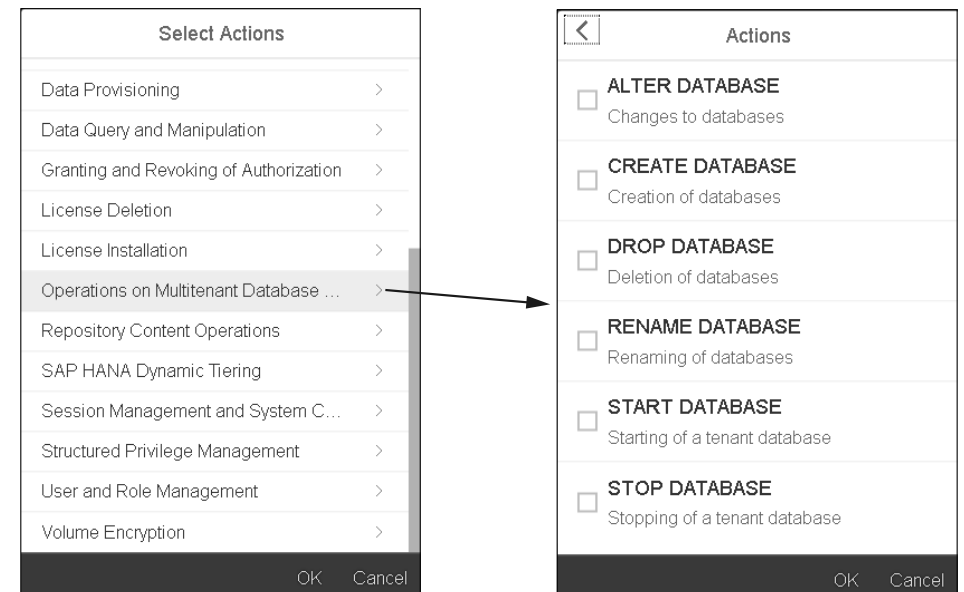 Select Actions
Data Provisioning
Data Query and Manipulation
Granting and Revoking of Authorization
License Deletion
License Installation
Operations on Multitenant Database ...
Repository Content Operations
SAP HANA Dynamic Tiering
Session Management and System C...
Structured Privilege Management
User and Role Management
Volume Encryption
OK Cancel
Actions
ALTER DATABASE
Changes to databases
CREATE DATABASE
Creation of databases
DROP DATABASE
Deletion of databases
RENAME DATABASE
Renaming of databases
START DATABASE
Starting of a tenant database
STOP DATABASE
Stopping of a tenant database
OK Cancel